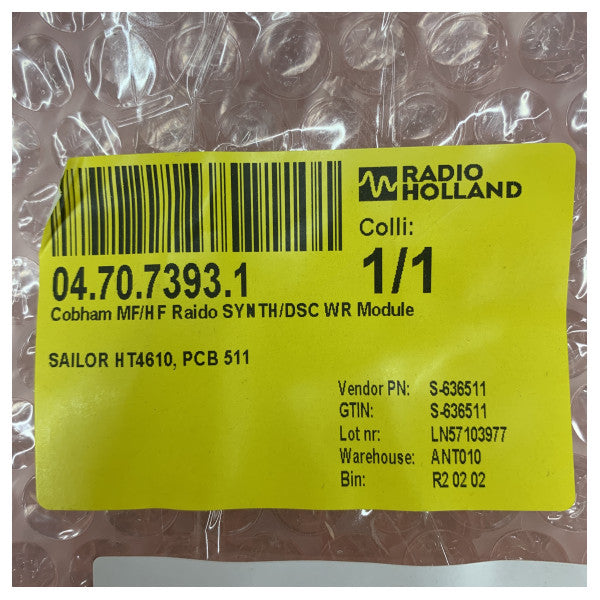 RADIO
HOLLAND
Colli:
04.70.7393.1
1/1
Cobham MF/HF Raido SYNTH/DSC WR Module
SAILOR HT4610, PCB 511
Vendor PN: S-636511
GTIN: S-636511
Lot nr: LN57103977
Warehouse: ANT010
Bin: R2 02 02